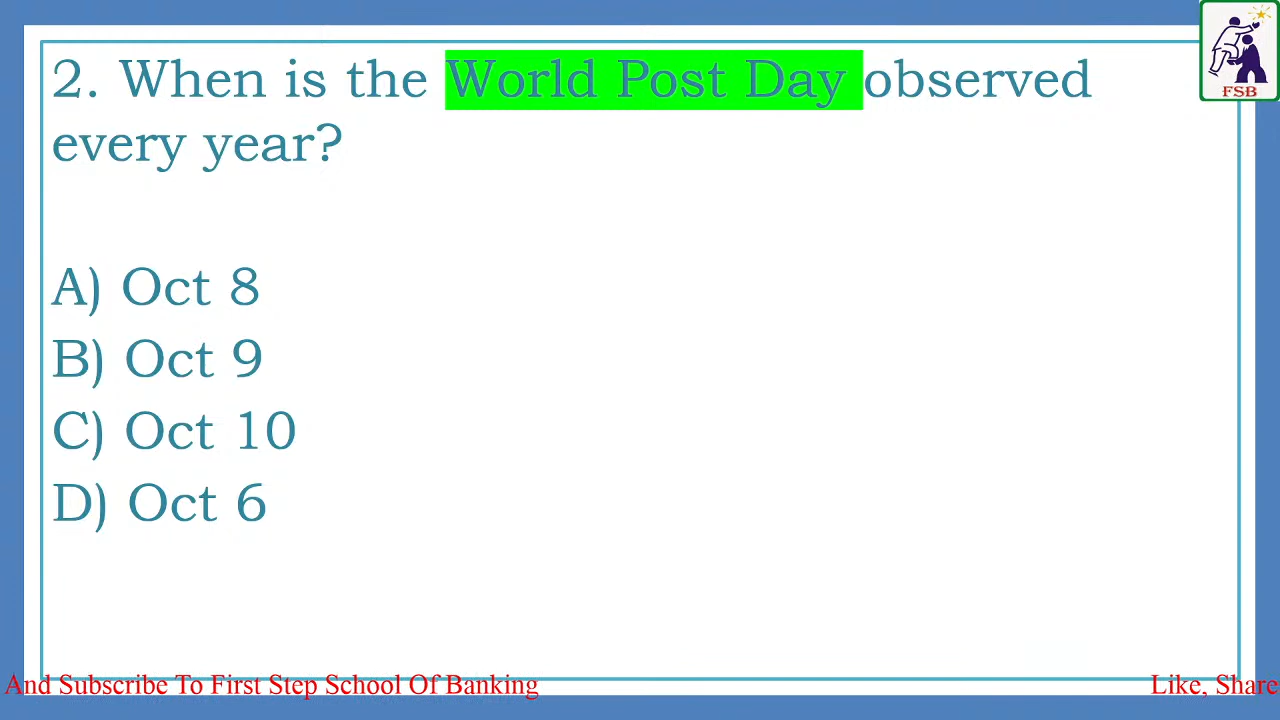 2. When is the World Post Day observed
every year?
A) Oct 8
B) Oct 9
C) Oct 10
D) Oct 6
FSB
And Subscribe To First Step School Of Banking
Like, Share